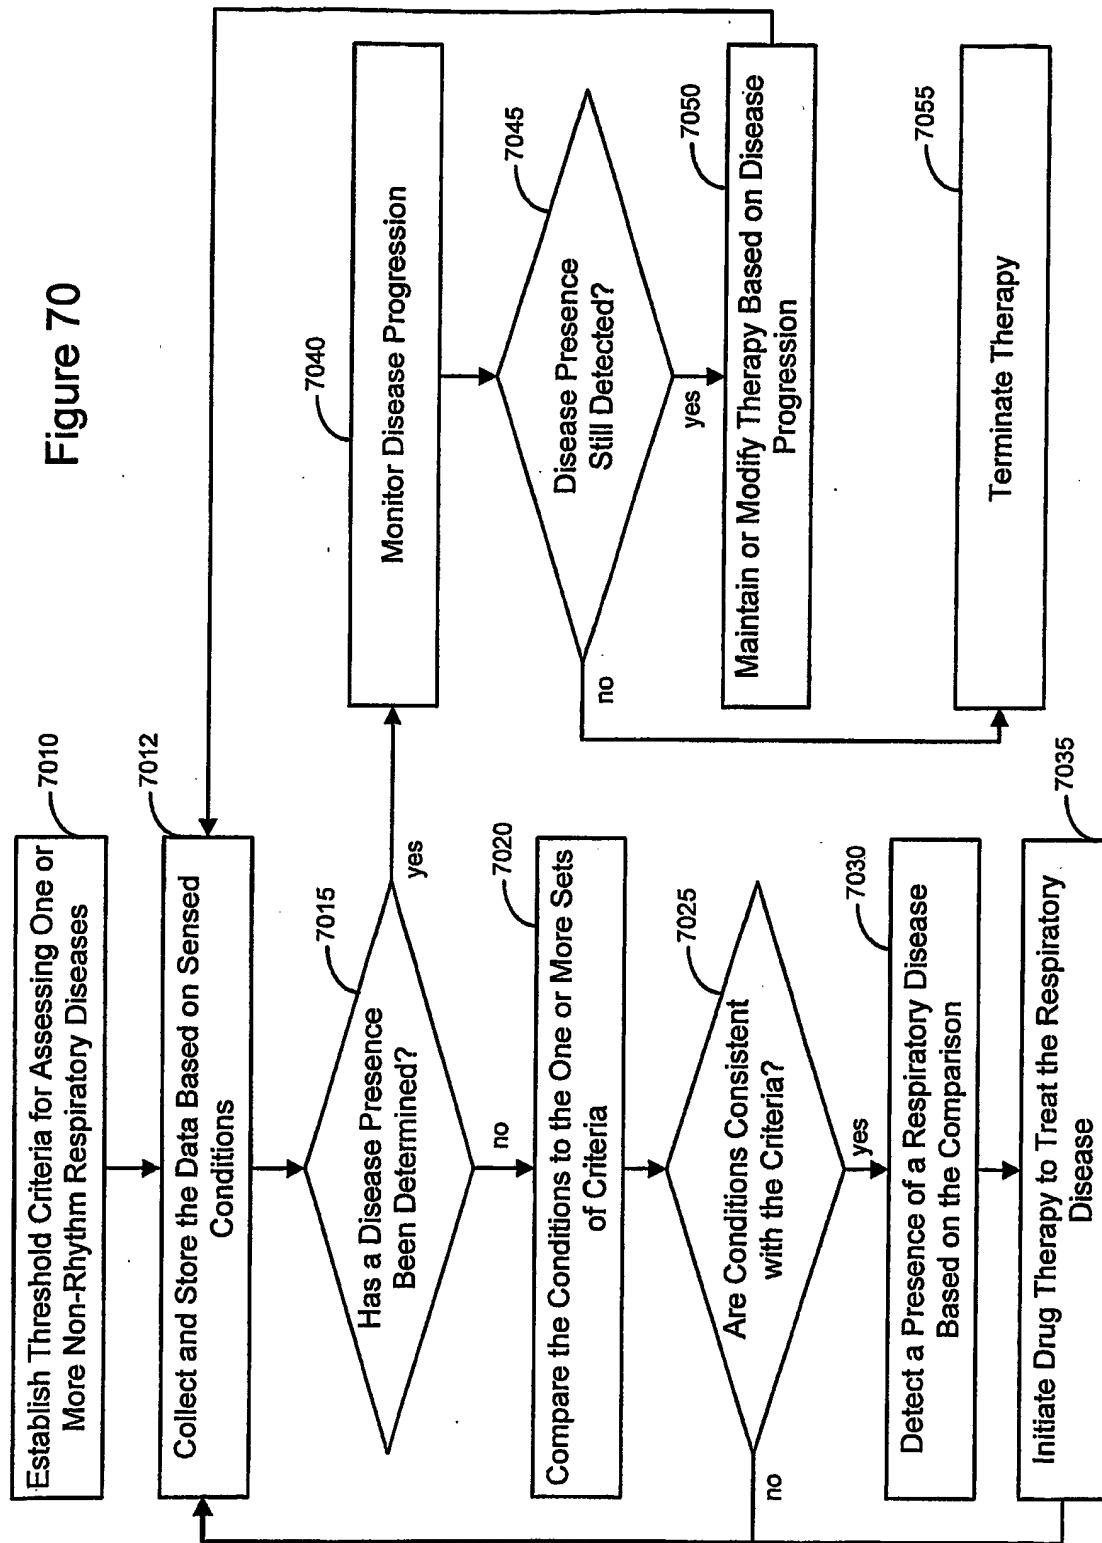 Figure 70
Establish Threshold Criteria for Assessing One or
More Non-Rhythm Respiratory Diseases
7010
Collect and Store the Data Based on Sensed
Conditions
7012
Has a Disease Presence
Been Determined?
7015
yes
no
Compare the Conditions to the One or More Sets
of Criteria
7020
Are Conditions Consistent
with the Criteria?
7025
no
yes
Detect a Presence of a Respiratory Disease
Based on the Comparison
7030
Initiate Drug Therapy to Treat the Respiratory
Disease
7035
Monitor Disease Progression
7040
Disease Presence
Still Detected?
7045
no
yes
Maintain or Modify Therapy Based on Disease
Progression
7050
Terminate Therapy
7055